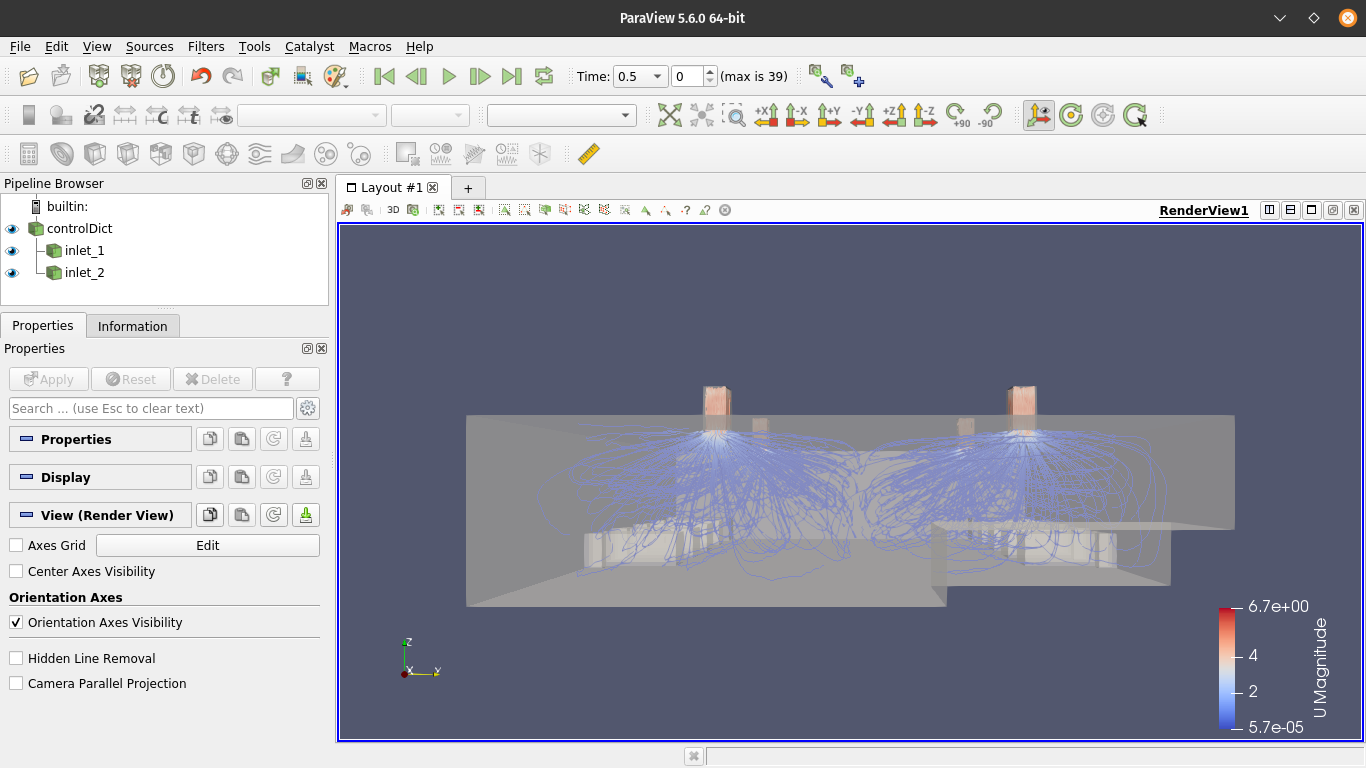 ParaView 5.6.0 64-bit
File Edit View Sources Filters Tools Catalyst Macros Help
Time: 0.5 0 (max is 39)
+X -X +Y -Y +Z -Z +90 -90
Pipeline Browser
builtin:
controlDict
inlet_1
inlet_2
Properties Information
Properties
Apply Reset Delete ?
Search ... (use Esc to clear text)
Properties
Display
View (Render View)
Axes Grid Edit
Center Axes Visibility
Orientation Axes
Orientation Axes Visibility
Hidden Line Removal
Camera Parallel Projection
Layout #1 +
3D RenderView1
Z
X Y
6.7e+00
4
2
5.7e-05
U Magnitude